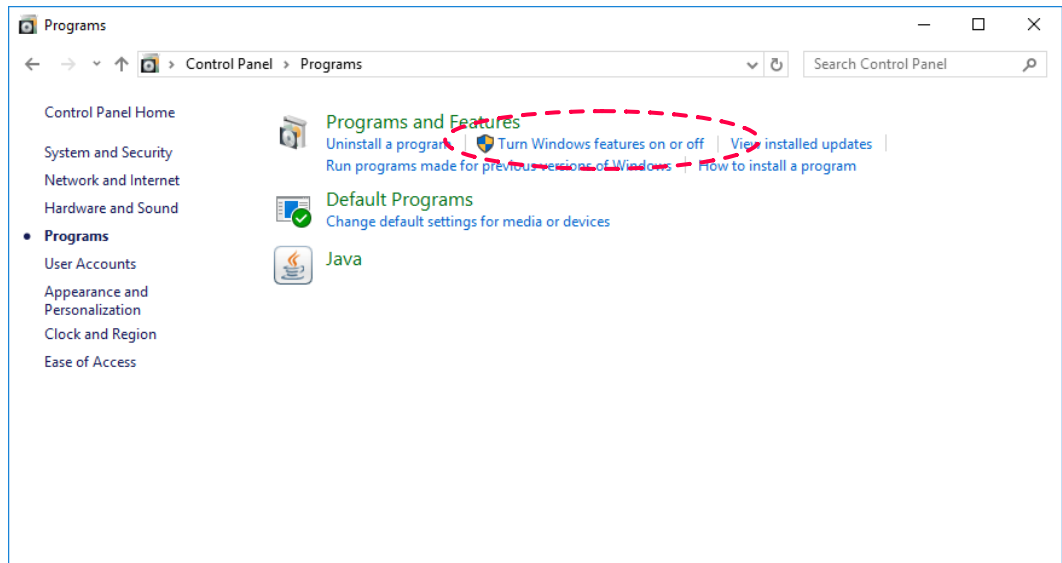 Programs
Control Panel > Programs
Search Control Panel
Control Panel Home
System and Security
Network and Internet
Hardware and Sound
Programs
User Accounts
Appearance and
Personalization
Clock and Region
Ease of Access
Programs and Features
Uninstall a program
Turn Windows features on or off
View installed updates
Run programs made for previous versions of Windows
How to install a program
Default Programs
Change default settings for media or devices
Java